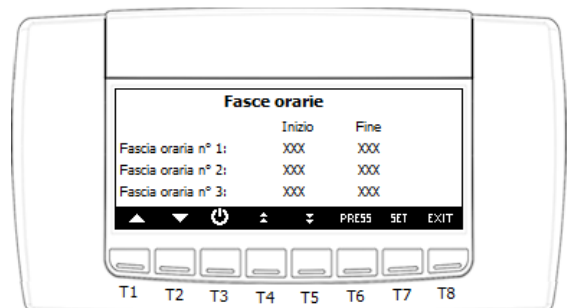 Fasce orarie
Inizio Fine
Fascia oraria n° 1: XXX XXX
Fascia oraria n° 2: XXX XXX
Fascia oraria n° 3: XXX XXX
PRESS SET EXIT
T1 T2 T3 T4 T5 T6 T7 T8